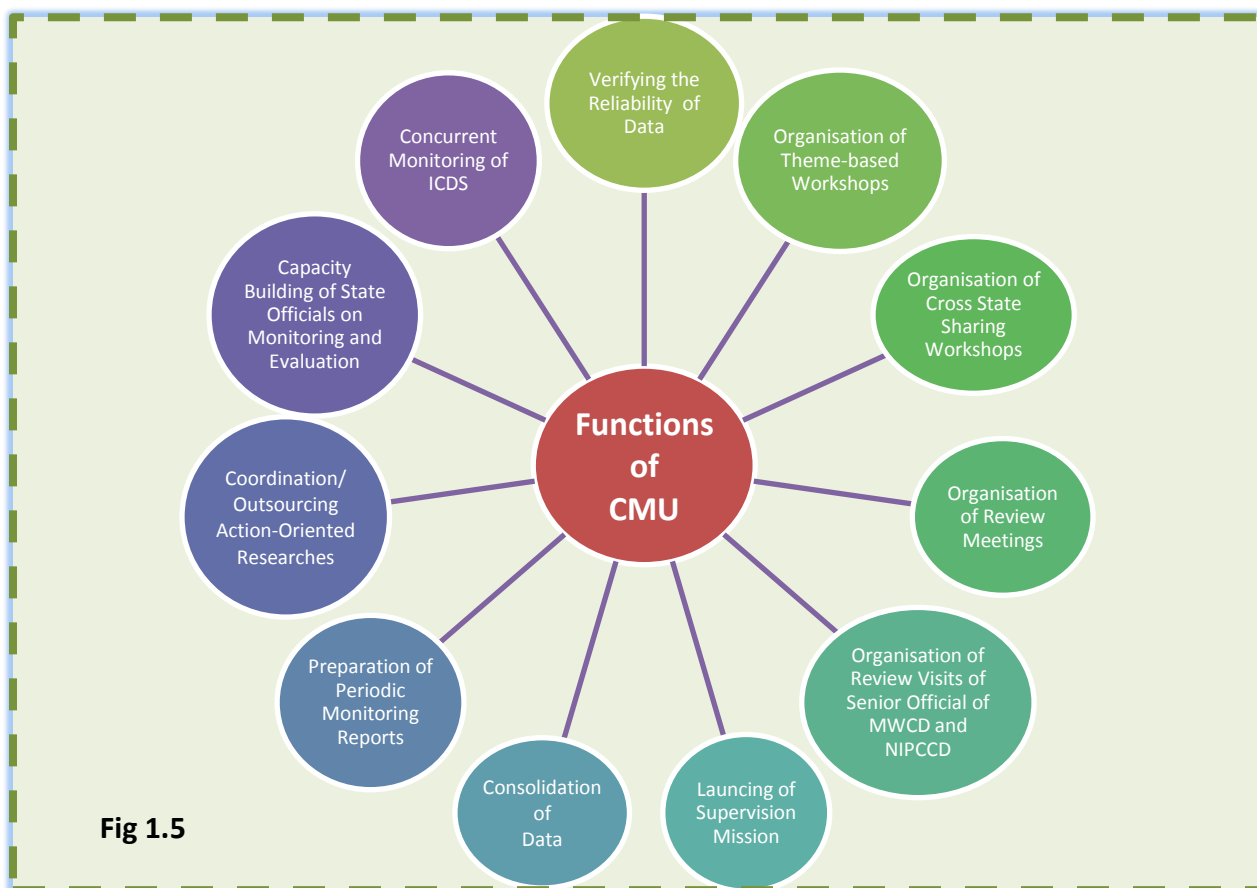 Verifying the
Reliability of
Data
Organisation of
Theme-based
Workshops
Organisation of
Cross State
Sharing
Workshops
Organisation
of Review
Meetings
Organisation of
Review Visits of
Senior Official of
MWCD and
NIPCCD
Launcing of
Supervision
Mission
Consolidation
of
Data
Preparation of
Periodic
Monitoring
Reports
Coordination/
Outsourcing
Action-Oriented
Researches
Capacity
Building of State
Officials on
Monitoring and
Evaluation
Concurrent
Monitoring of
ICDS
Functions
of
CMU
Fig 1.5